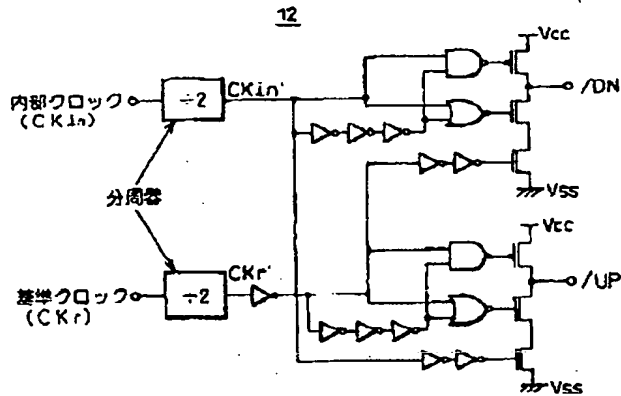 12
Vcc
÷2
CKin'
内部クロック
(CKin)
/DN
VSS
分周器
Vcc
CKr'
÷2
基準クロック
(CKr)
/UP
VSS